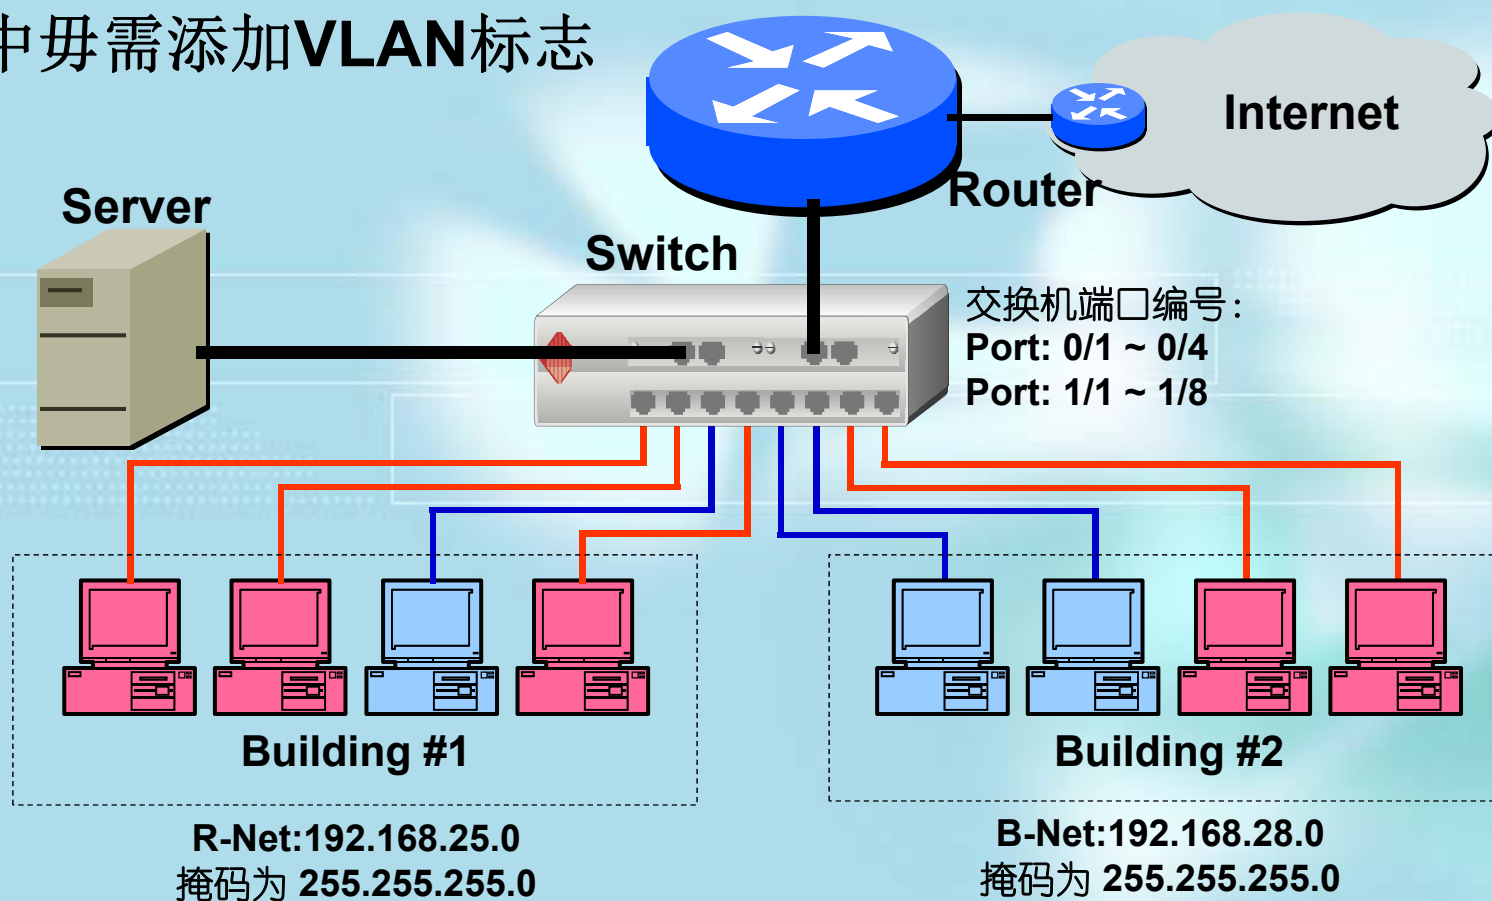 中毋需添加VLAN标志
Internet
Router
Server
Switch
交换机端口编号：
Port: 0/1 ~ 0/4
Port: 1/1 ~ 1/8
Building #1
Building #2
R-Net:192.168.25.0
掩码为 255.255.255.0
B-Net:192.168.28.0
掩码为 255.255.255.0